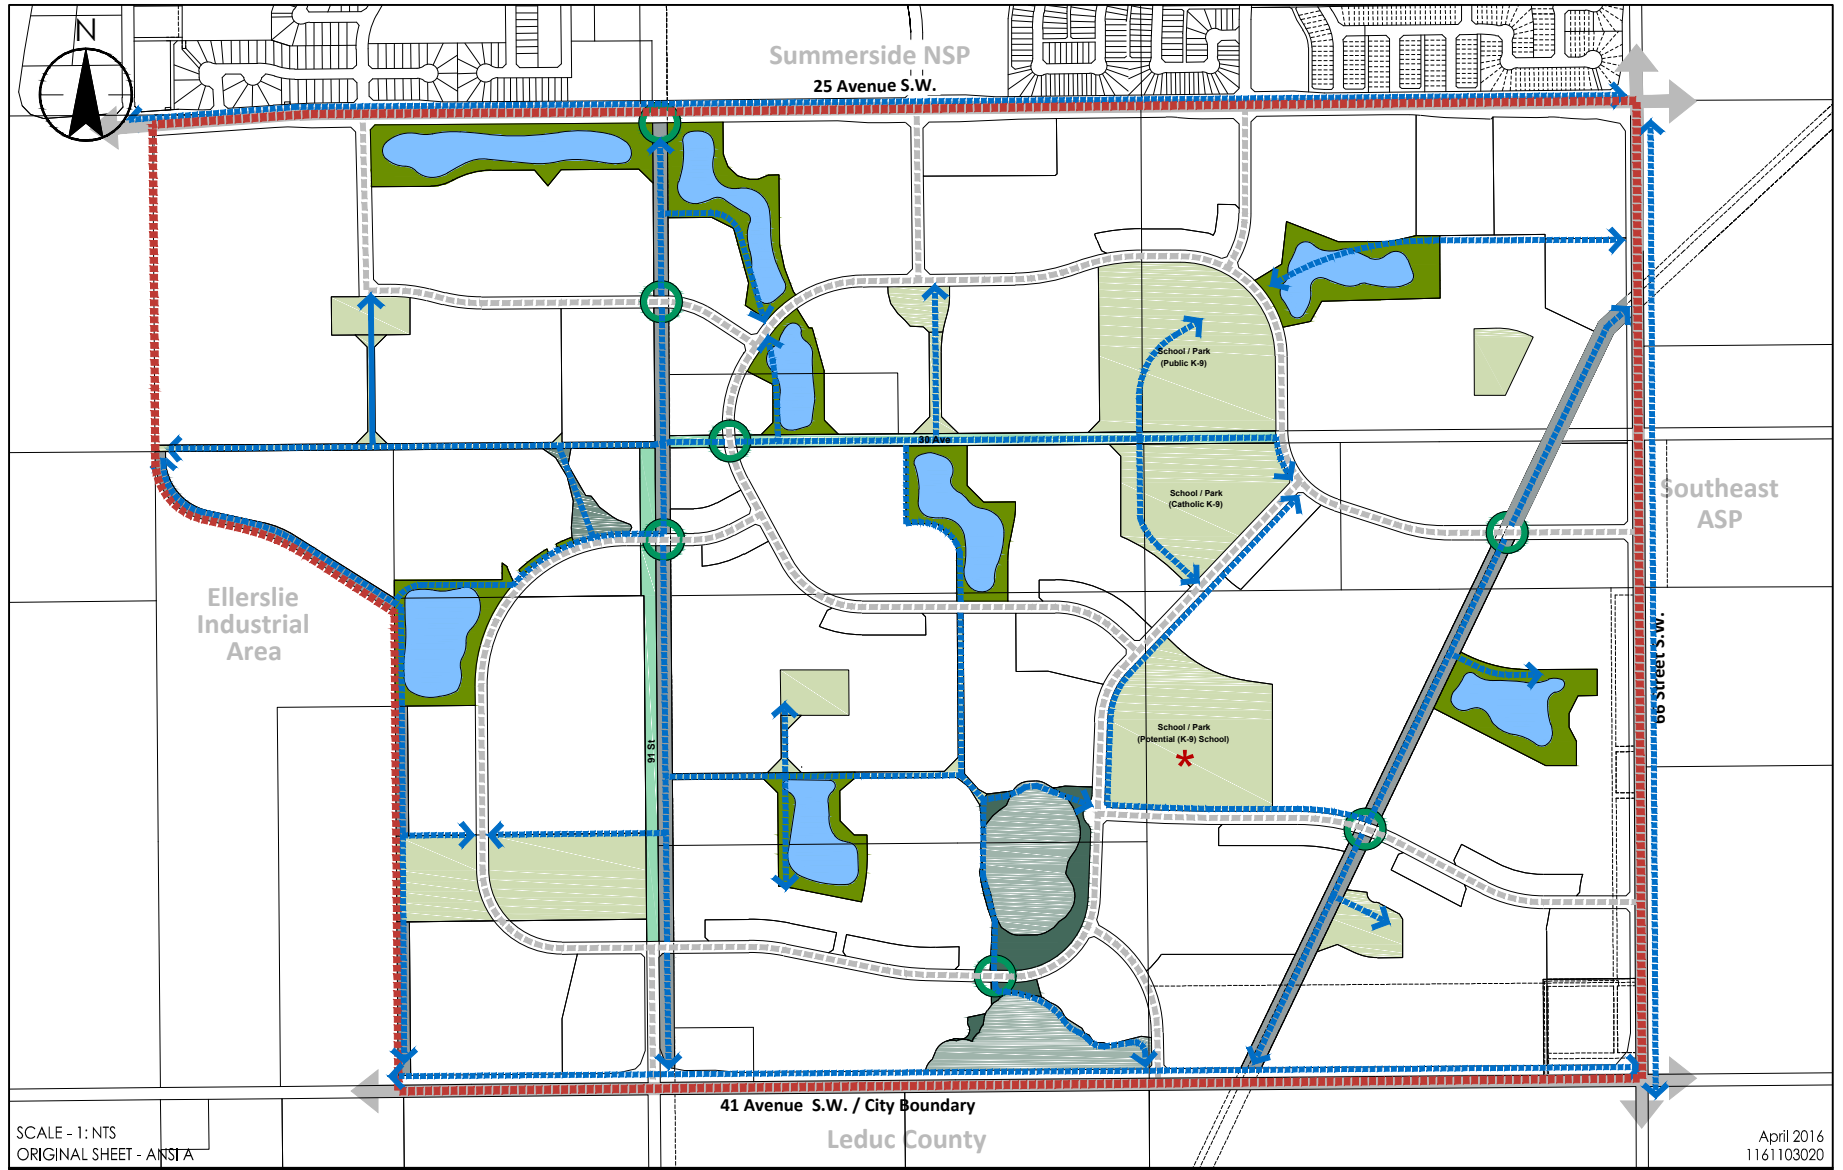 N
Summerside NSP
25 Avenue S.W.
School / Park
(Public K-9)
30 Ave
School / Park
(Catholic K-9)
Southeast
ASP
Ellerslie
Industrial
Area
66 Street S.W.
91 St
School / Park
(Potential (K-9) School)
*
41 Avenue S.W. / City Boundary
Leduc County
SCALE - 1: NTS
ORIGINAL SHEET - ANSI A
April 2016
1161103020